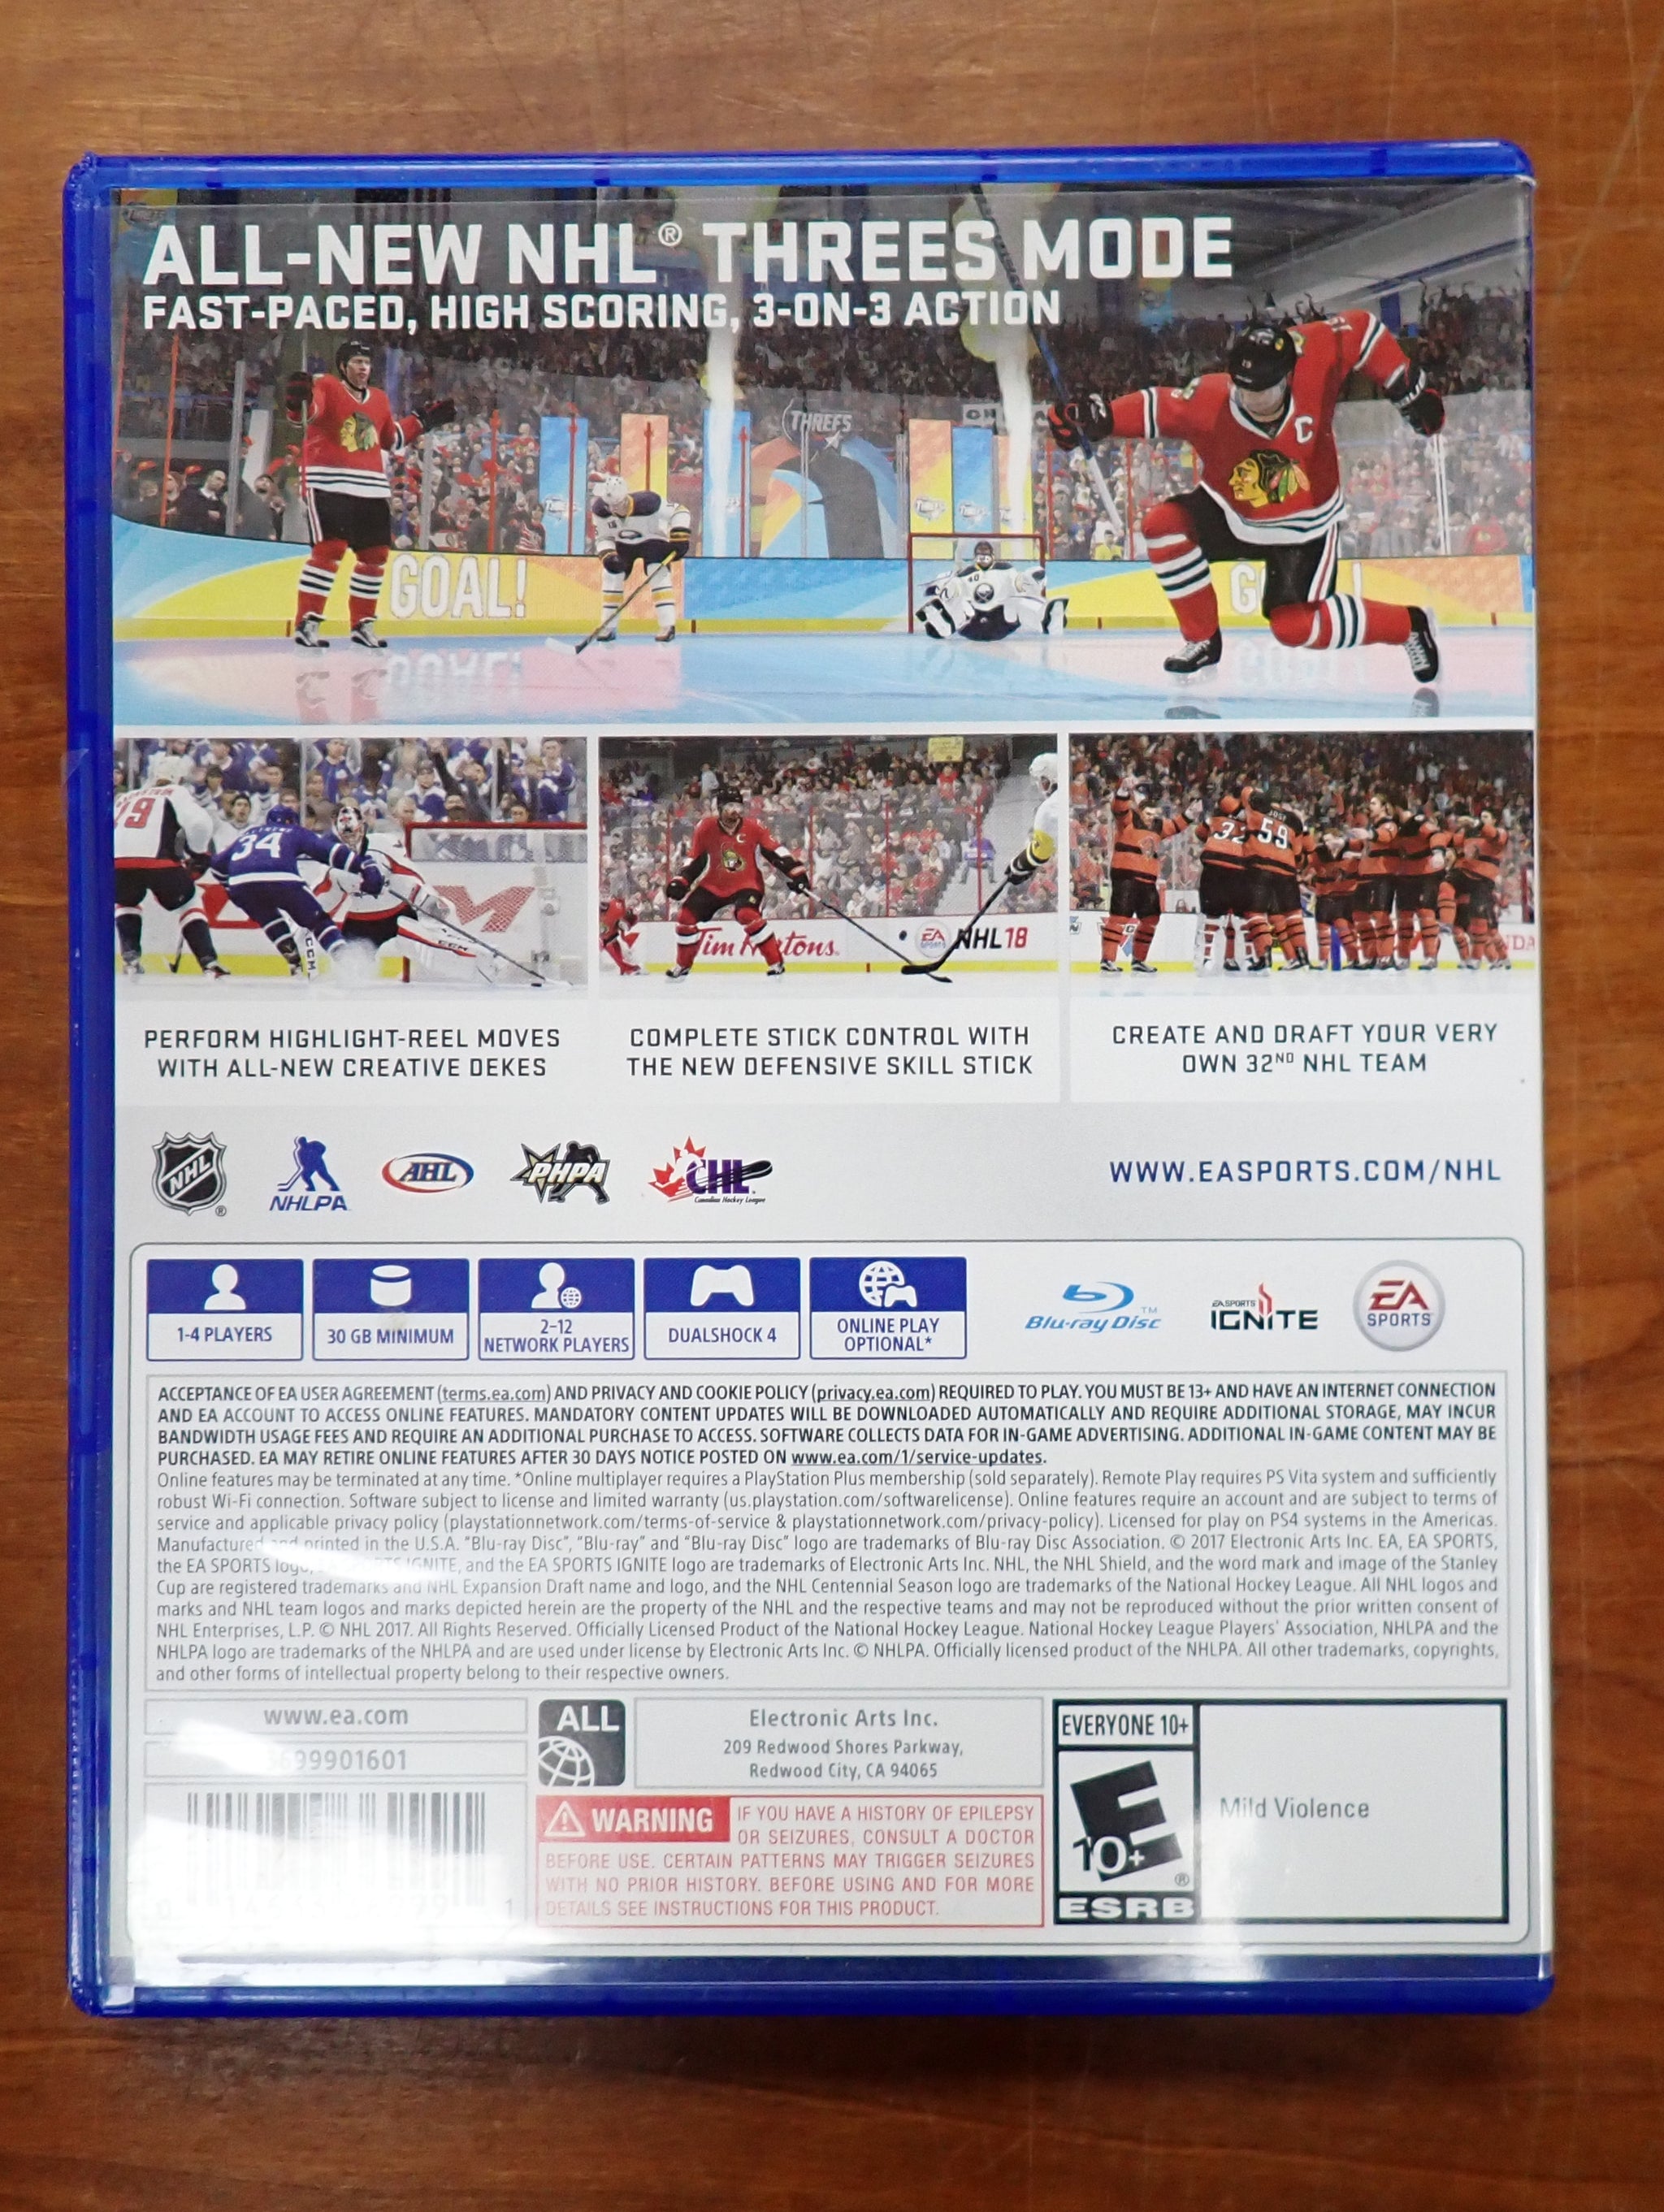 ALL-NEW NHL® THREES MODE
FAST-PACED, HIGH SCORING, 3-ON-3 ACTION
THREES
C
GOAL!
40
19
34
CCM
C
Tim Hortons.
EA SPORTS NHL18
32 59
PERFORM HIGHLIGHT-REEL MOVES
WITH ALL-NEW CREATIVE DEKES
COMPLETE STICK CONTROL WITH
THE NEW DEFENSIVE SKILL STICK
CREATE AND DRAFT YOUR VERY
OWN 32ND NHL TEAM
NHL®
NHLPA
AHL
PHPA
CHL
Canadian Hockey League
WWW.EASPORTS.COM/NHL
1-4 PLAYERS
30 GB MINIMUM
2-12
NETWORK PLAYERS
DUALSHOCK 4
ONLINE PLAY
OPTIONAL*
Blu-ray Disc™
EA SPORTS
IGNITE
EA
SPORTS™
ACCEPTANCE OF EA USER AGREEMENT (terms.ea.com) AND PRIVACY AND COOKIE POLICY (privacy.ea.com) REQUIRED TO PLAY. YOU MUST BE 13+ AND HAVE AN INTERNET CONNECTION
AND EA ACCOUNT TO ACCESS ONLINE FEATURES. MANDATORY CONTENT UPDATES WILL BE DOWNLOADED AUTOMATICALLY AND REQUIRE ADDITIONAL STORAGE, MAY INCUR
BANDWIDTH USAGE FEES AND REQUIRE AN ADDITIONAL PURCHASE TO ACCESS. SOFTWARE COLLECTS DATA FOR IN-GAME ADVERTISING. ADDITIONAL IN-GAME CONTENT MAY BE
PURCHASED. EA MAY RETIRE ONLINE FEATURES AFTER 30 DAYS NOTICE POSTED ON www.ea.com/1/service-updates.
Online features may be terminated at any time. *Online multiplayer requires a PlayStation Plus membership (sold separately). Remote Play requires PS Vita system and sufficiently
robust Wi-Fi connection. Software subject to license and limited warranty (us.playstation.com/softwarelicense). Online features require an account and are subject to terms of
service and applicable privacy policy (playstationnetwork.com/terms-of-service & playstationnetwork.com/privacy-policy). Licensed for play on PS4 systems in the Americas.
Manufactured and printed in the U.S.A. "Blu-ray Disc", "Blu-ray" and "Blu-ray Disc" logo are trademarks of Blu-ray Disc Association. © 2017 Electronic Arts Inc. EA, EA SPORTS,
the EA SPORTS logo, IGNITE, and the EA SPORTS IGNITE logo are trademarks of Electronic Arts Inc. NHL, the NHL Shield, and the word mark and image of the Stanley
Cup are registered trademarks and NHL Expansion Draft name and logo, and the NHL Centennial Season logo are trademarks of the National Hockey League. All NHL logos and
marks and NHL team logos and marks depicted herein are the property of the NHL and the respective teams and may not be reproduced without the prior written consent of
NHL Enterprises, L.P. © NHL 2017. All Rights Reserved. Officially Licensed Product of the National Hockey League. National Hockey League Players' Association, NHLPA and the
NHLPA logo are trademarks of the NHLPA and are used under license by Electronic Arts Inc. © NHLPA. Officially licensed product of the NHLPA. All other trademarks, copyrights,
and other forms of intellectual property belong to their respective owners.
www.ea.com
ALL
Electronic Arts Inc.
209 Redwood Shores Parkway,
Redwood City, CA 94065
WARNING IF YOU HAVE A HISTORY OF EPILEPSY
OR SEIZURES, CONSULT A DOCTOR
BEFORE USE. CERTAIN PATTERNS MAY TRIGGER SEIZURES
WITH NO PRIOR HISTORY. BEFORE USING AND FOR MORE
DETAILS SEE INSTRUCTIONS FOR THIS PRODUCT.
EVERYONE 10+
E
10+
®
ESRB
Mild Violence